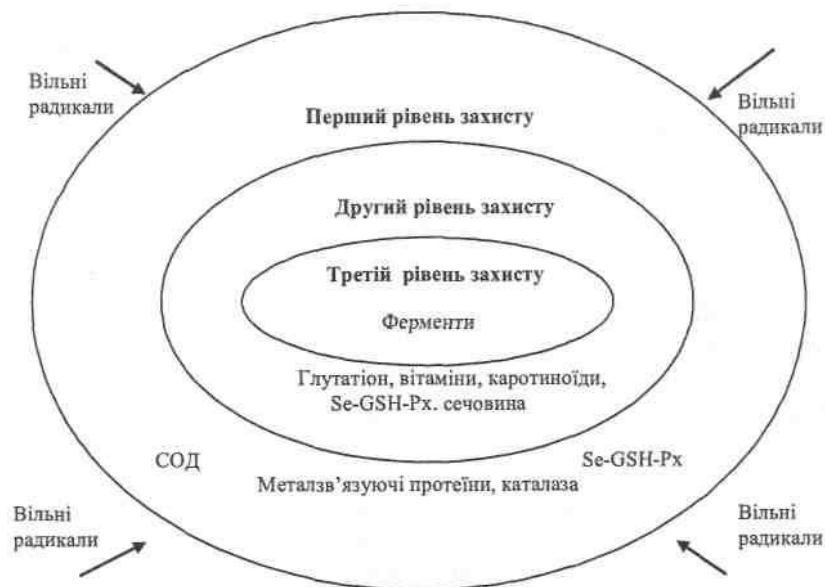 Вільні
радикали
Вільні
радикали
Перший рівень захисту
Другий рівень захисту
Третій рівень захисту
Ферменти
Глутатіон, вітаміни, каротиноїди,
Se-GSH-Px. сечовина
СОД
Se-GSH-Px
Металзв’язуючі протеїни, каталаза
Вільні
радикали
Вільні
радикали